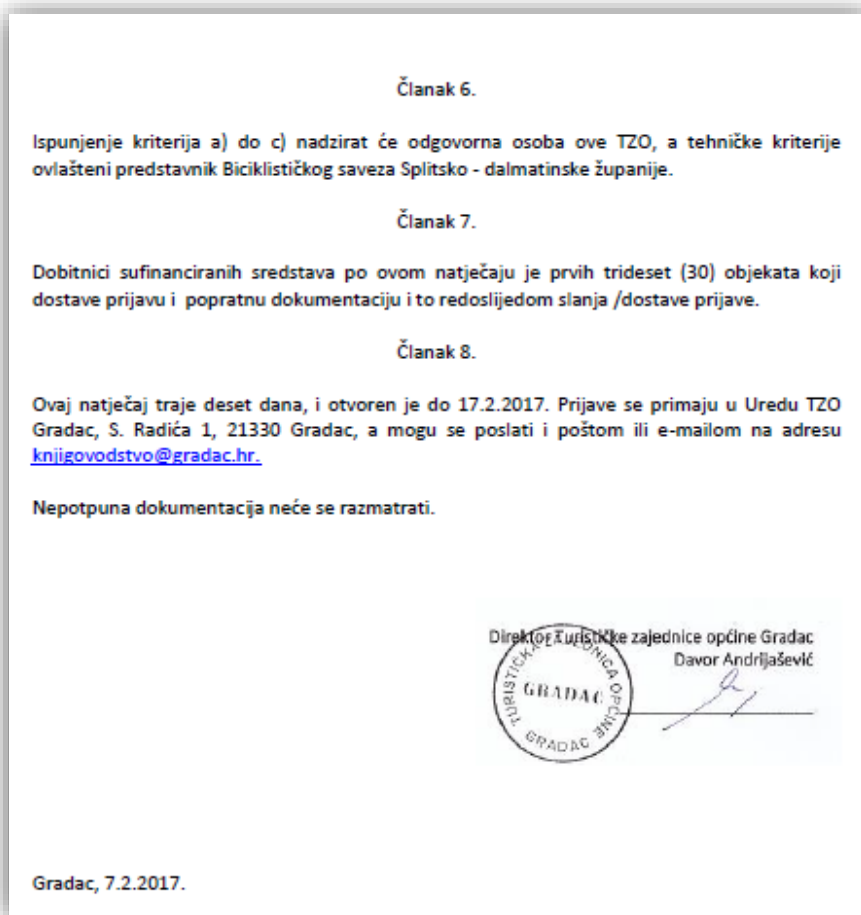 Članak 6.
Ispunjenje kriterija a) do c) nadzirat će odgovorna osoba ove TZO, a tehničke kriterije
ovlašteni predstavnik Biciklističkog saveza Splitsko - dalmatinske županije.
Članak 7.
Dobitnici sufinanciranih sredstava po ovom natječaju je prvih trideset (30) objekata koji
dostave prijavu i popratnu dokumentaciju i to redoslijedom slanja /dostave prijave.
Članak 8.
Ovaj natječaj traje deset dana, i otvoren je do 17.2.2017. Prijave se primaju u Uredu TZO
Gradac, S. Radića 1, 21330 Gradac, a mogu se poslati i poštom ili e-mailom na adresu
knjigovodstvo@gradac.hr.
Nepotpuna dokumentacija neće se razmatrati.
Direktor Turističke zajednice općine Gradac
Davor Andrijašević
TURISTIČKA ZAJEDNICA OPĆINE
GRADAC
GRADAC
Gradac, 7.2.2017.